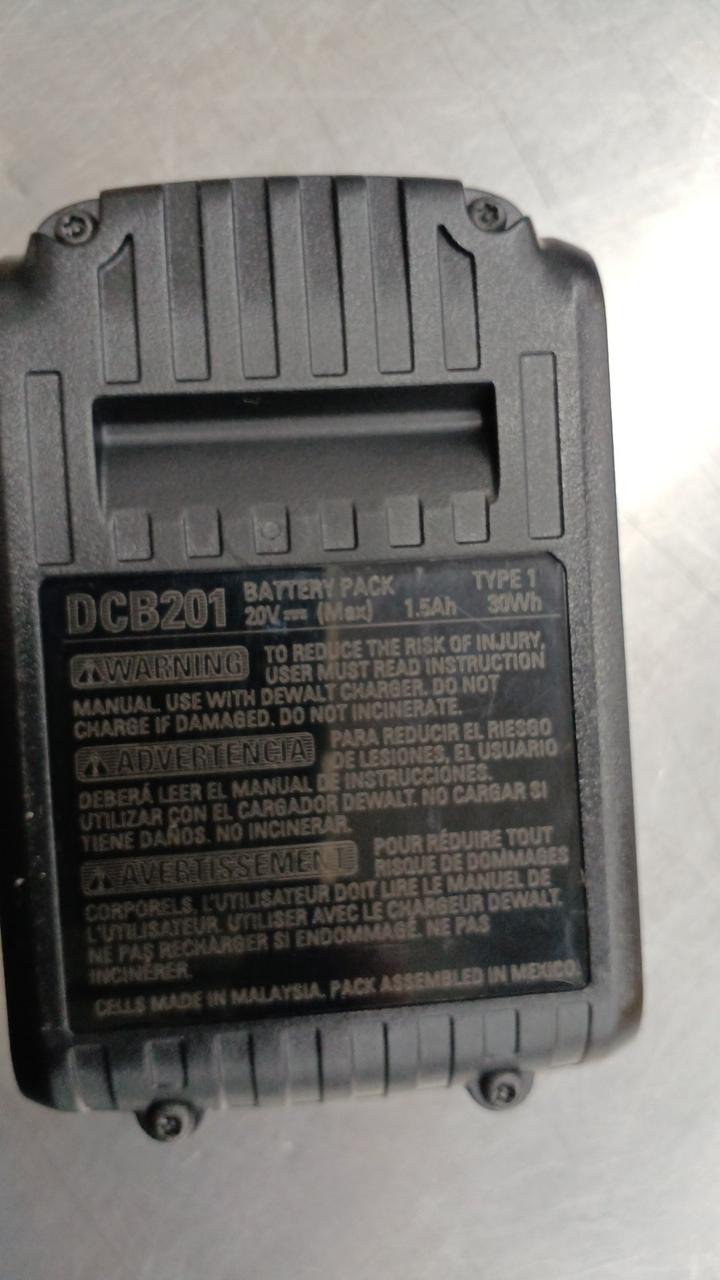 DCB201 BATTERY PACK TYPE 1
20V⎓ (Max) 1.5Ah 30Wh
WARNING TO REDUCE THE RISK OF INJURY,
USER MUST READ INSTRUCTION
MANUAL. USE WITH DEWALT CHARGER. DO NOT
CHARGE IF DAMAGED. DO NOT INCINERATE.
ADVERTENCIA PARA REDUCIR EL RIESGO
DE LESIONES, EL USUARIO
DEBERÁ LEER EL MANUAL DE INSTRUCCIONES.
UTILIZAR CON EL CARGADOR DEWALT. NO CARGAR SI
TIENE DAÑOS. NO INCINERAR.
AVERTISSEMENT POUR RÉDUIRE TOUT
RISQUE DE DOMMAGES
CORPORELS, L'UTILISATEUR DOIT LIRE LE MANUEL DE
L'UTILISATEUR. UTILISER AVEC LE CHARGEUR DEWALT.
NE PAS RECHARGER SI ENDOMMAGÉ. NE PAS
INCINÉRER.
CELLS MADE IN MALAYSIA. PACK ASSEMBLED IN MEXICO.